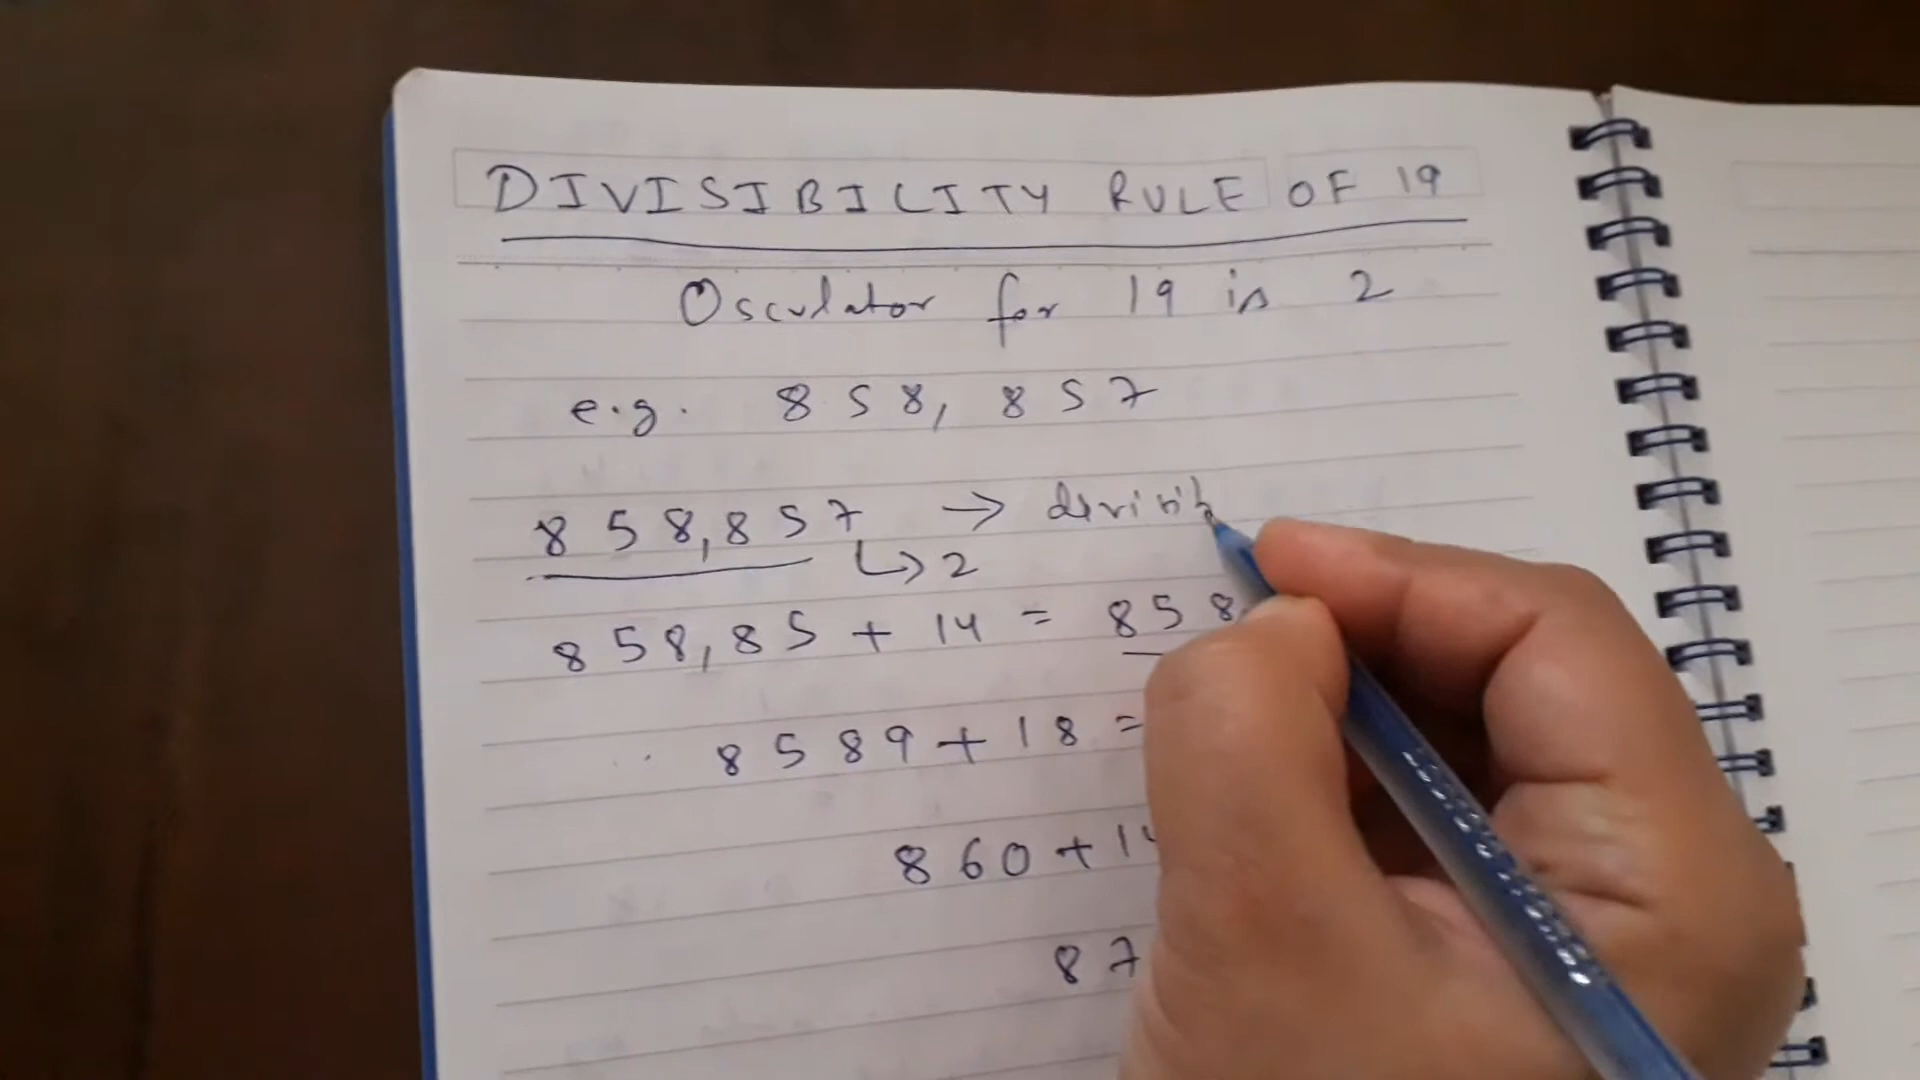 DIVISIBILITY RULE OF 19
Osculator for 19 is 2
e.g. 858,857
858,857 → divisib
↳ 2
858,85 + 14 = 858
8589 + 18 =
860 + 14
87